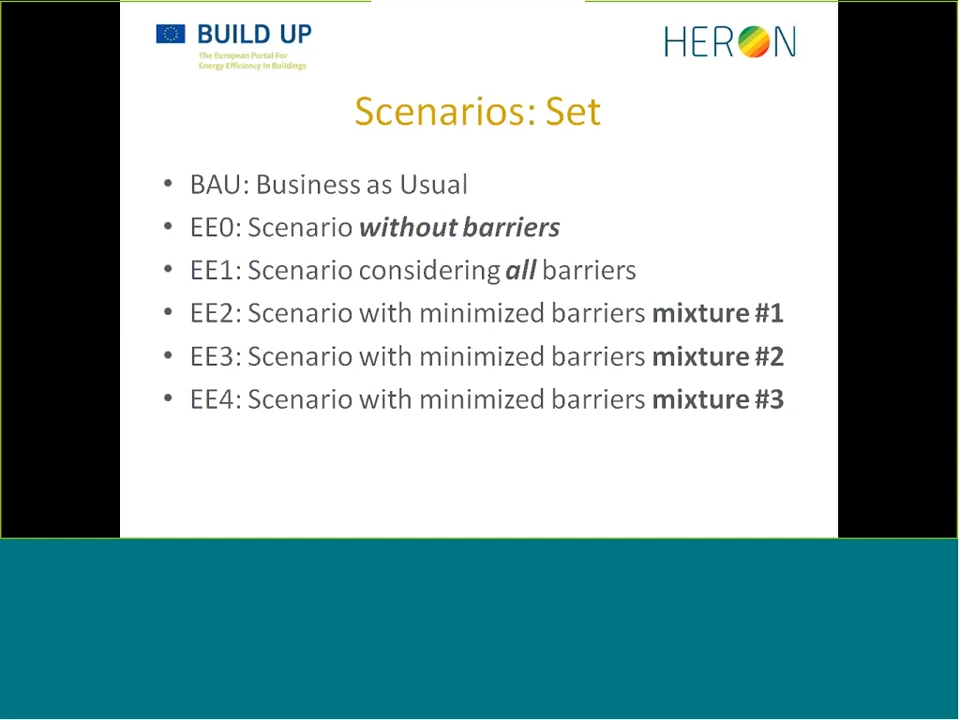 BUILD UP
The European Portal For
Energy Efficiency In Buildings
HERON
Scenarios: Set
• BAU: Business as Usual
• EE0: Scenario without barriers
• EE1: Scenario considering all barriers
• EE2: Scenario with minimized barriers mixture #1
• EE3: Scenario with minimized barriers mixture #2
• EE4: Scenario with minimized barriers mixture #3